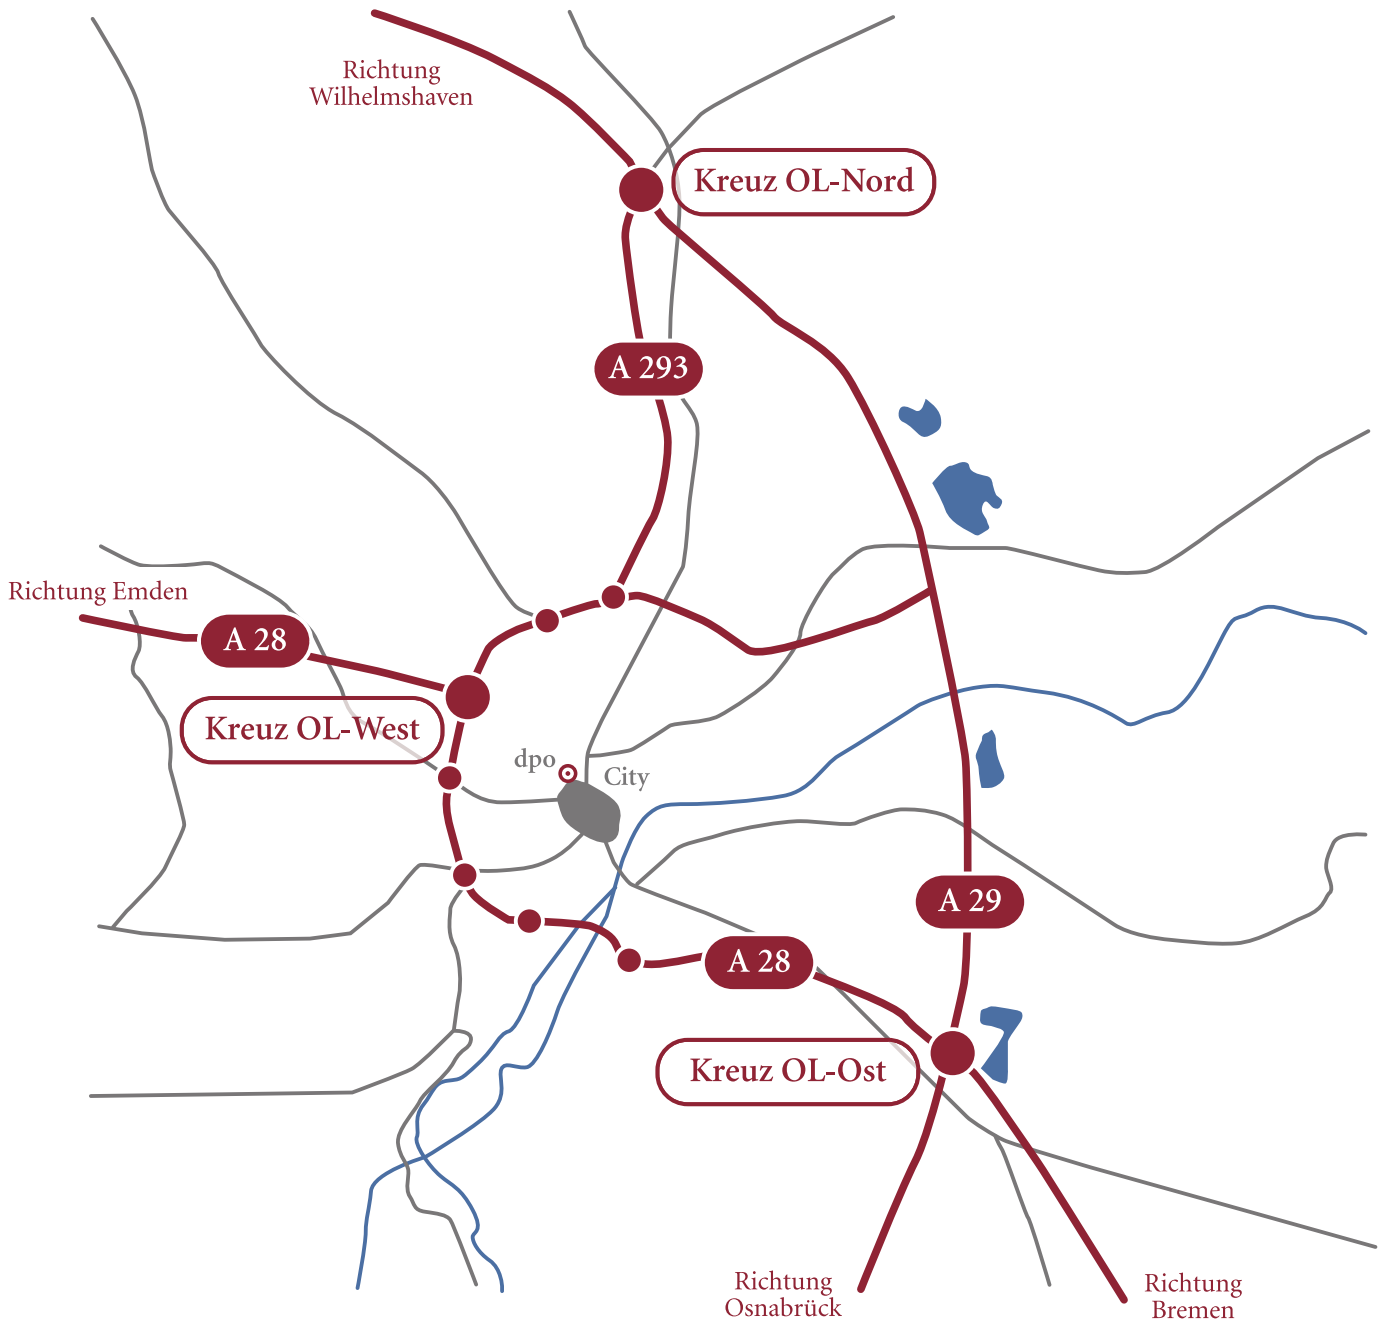 Richtung
Wilhelmshaven
Kreuz OL-Nord
A 293
Richtung Emden
A 28
Kreuz OL-West
dpo
City
A 29
A 28
Kreuz OL-Ost
Richtung
Osnabrück
Richtung
Bremen